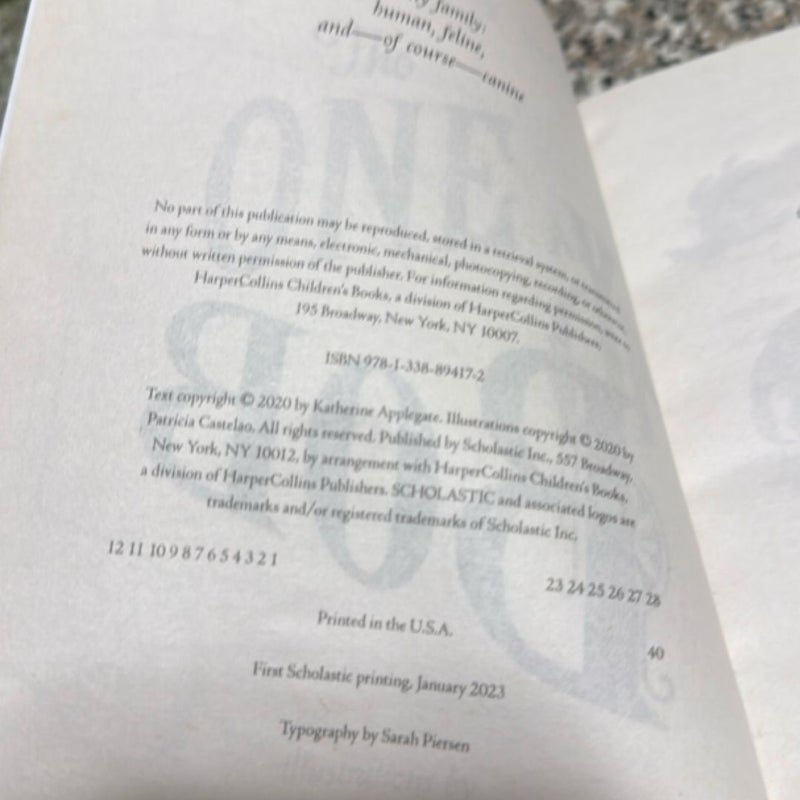 family:
human, feline,
and—of course—canine
No part of this publication may be reproduced, stored in a retrieval system, or transmitted
in any form or by any means, electronic, mechanical, photocopying, recording, or otherwise,
without written permission of the publisher. For information regarding permission, write to
HarperCollins Children's Books, a division of HarperCollins Publishers,
195 Broadway, New York, NY 10007.
ISBN 978-1-338-89417-2
Text copyright © 2020 by Katherine Applegate. Illustrations copyright © 2020 by
Patricia Castelao. All rights reserved. Published by Scholastic Inc., 557 Broadway,
New York, NY 10012, by arrangement with HarperCollins Children's Books,
a division of HarperCollins Publishers. SCHOLASTIC and associated logos are
trademarks and/or registered trademarks of Scholastic Inc.
12 11 10 9 8 7 6 5 4 3 2 1
23 24 25 26 27 28
Printed in the U.S.A.
40
First Scholastic printing, January 2023
Typography by Sarah Piersen